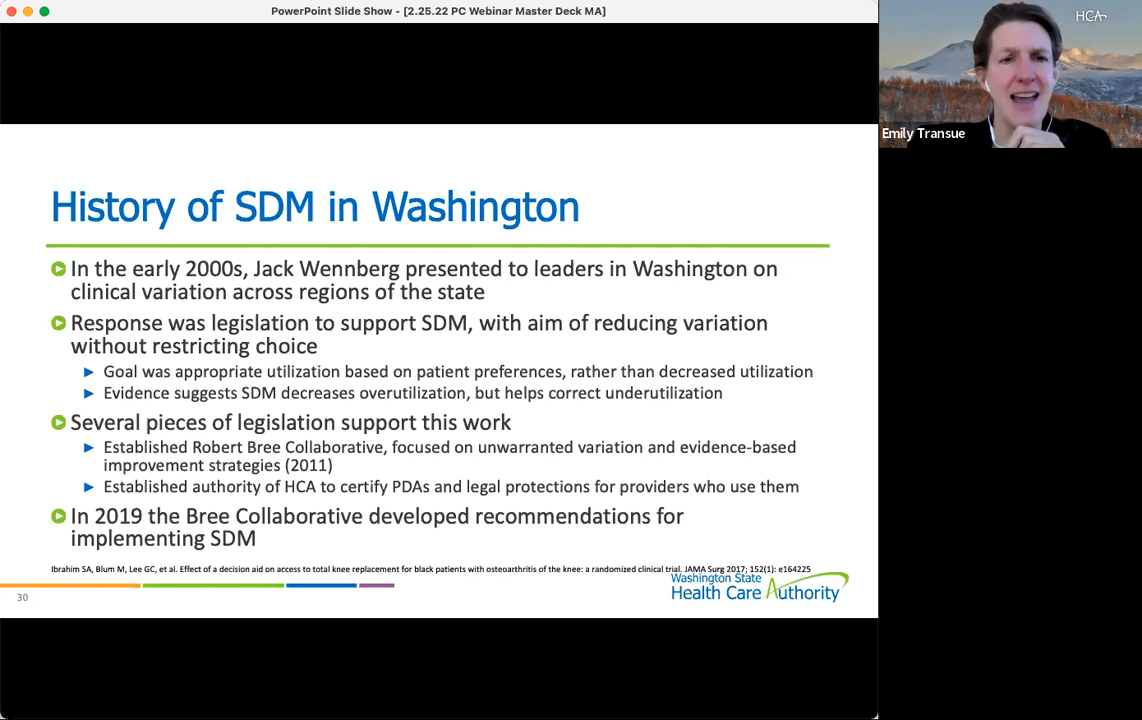 PowerPoint Slide Show - [2.25.22 PC Webinar Master Deck MA]
HCA
Emily Transue
History of SDM in Washington
In the early 2000s, Jack Wennberg presented to leaders in Washington on
clinical variation across regions of the state
Response was legislation to support SDM, with aim of reducing variation
without restricting choice
Goal was appropriate utilization based on patient preferences, rather than decreased utilization
Evidence suggests SDM decreases overutilization, but helps correct underutilization
Several pieces of legislation support this work
Established Robert Bree Collaborative, focused on unwarranted variation and evidence-based
improvement strategies (2011)
Established authority of HCA to certify PDAs and legal protections for providers who use them
In 2019 the Bree Collaborative developed recommendations for
implementing SDM
Ibrahim SA, Blum M, Lee GC, et al. Effect of a decision aid on access to total knee replacement for black patients with osteoarthritis of the knee: a randomized clinical trial. JAMA Surg 2017; 152(1): e164225
Washington State
Health Care Authority
30